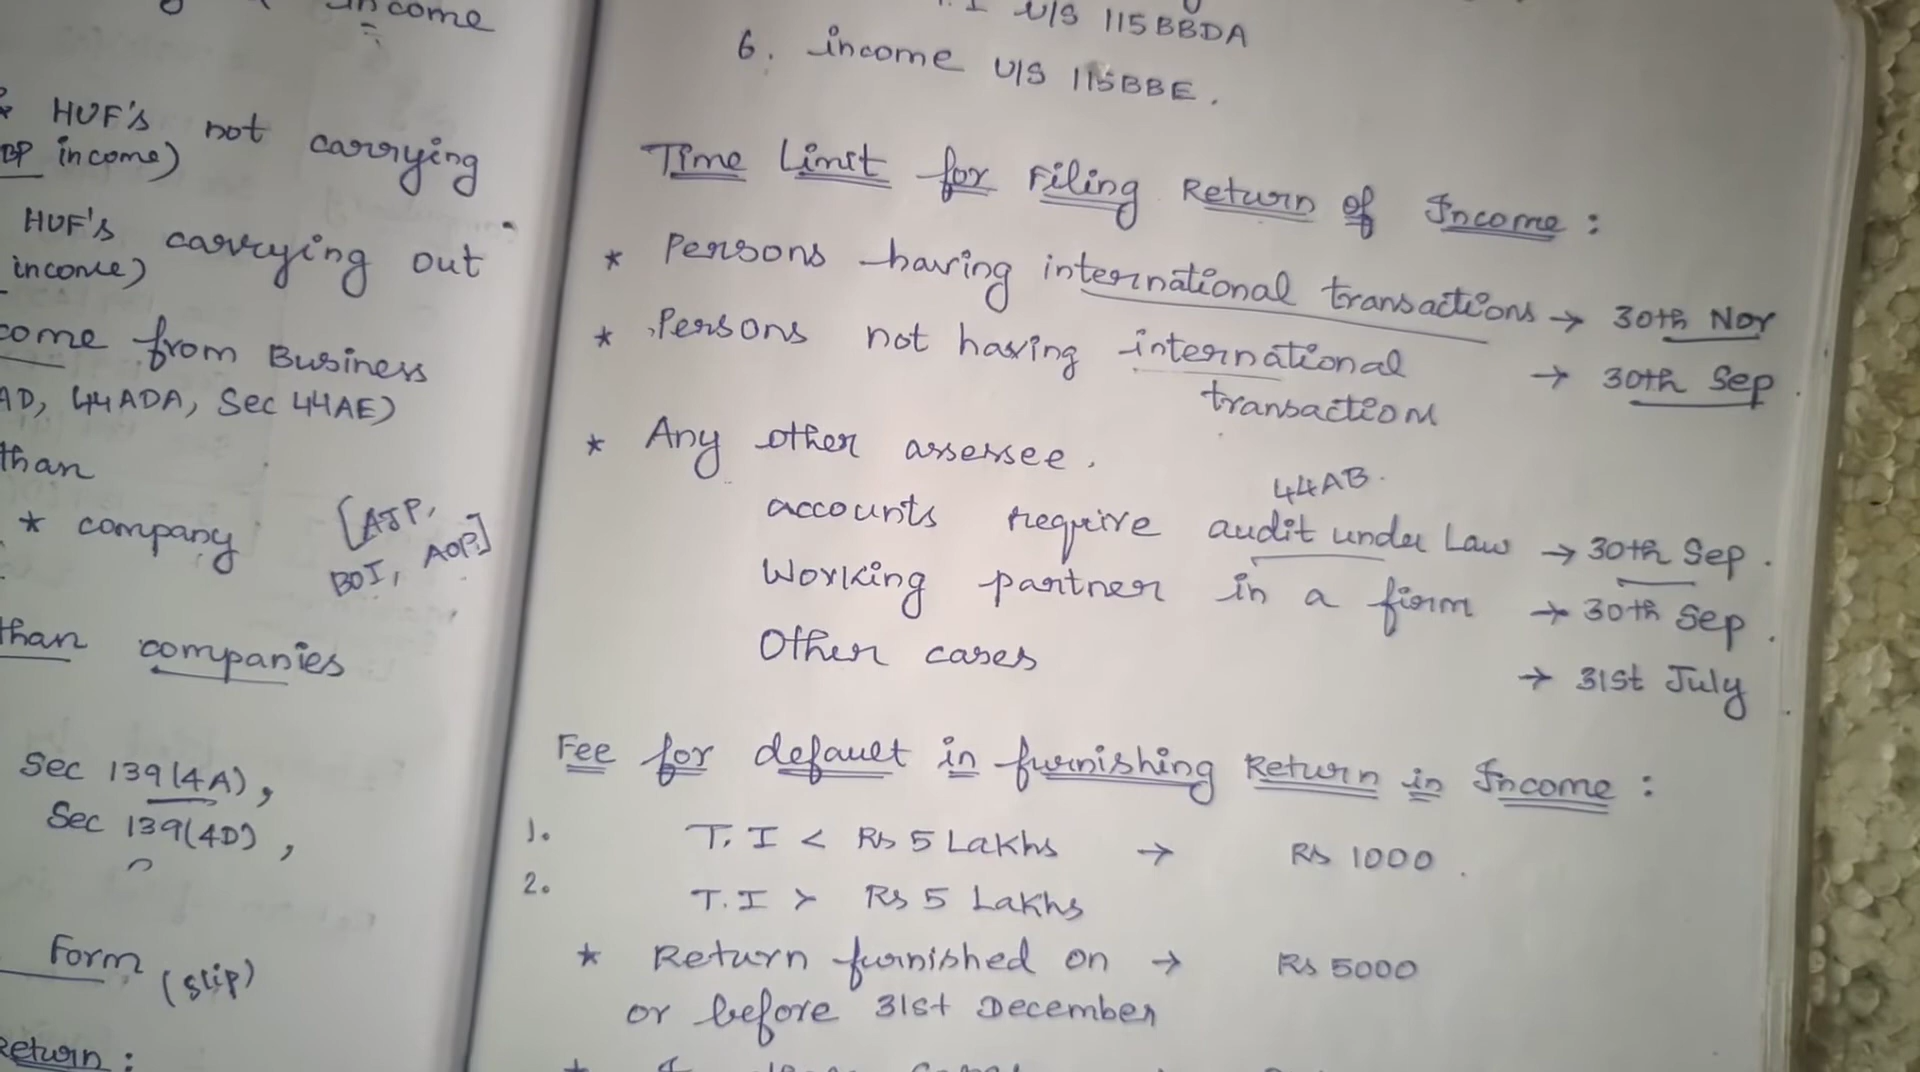 income
& HUF's not carrying
BP income)
HUF's carrying out
income)
come from Business
AD, 44ADA, Sec 44AE)
than
* company [AJP,
BOI, AOP]
than companies
Sec 139(4A),
Sec 139(4D),
Form (slip)
Return :
U/S 115BBDA
6. income U/S 115BBE.
Time Limit for Filing Return of Income :
* Persons having international transactions → 30th Nov
* Persons not having international → 30th Sep.
transaction
* Any other assessee.
44AB.
accounts require audit under Law → 30th Sep.
Working partner in a firm → 30th Sep.
Other cases → 31st July
Fee for default in furnishing Return in Income :
1. T.I < Rs 5 Lakhs → Rs 1000.
2. T.I > Rs 5 Lakhs
* Return furnished on → Rs 5000
or before 31st December